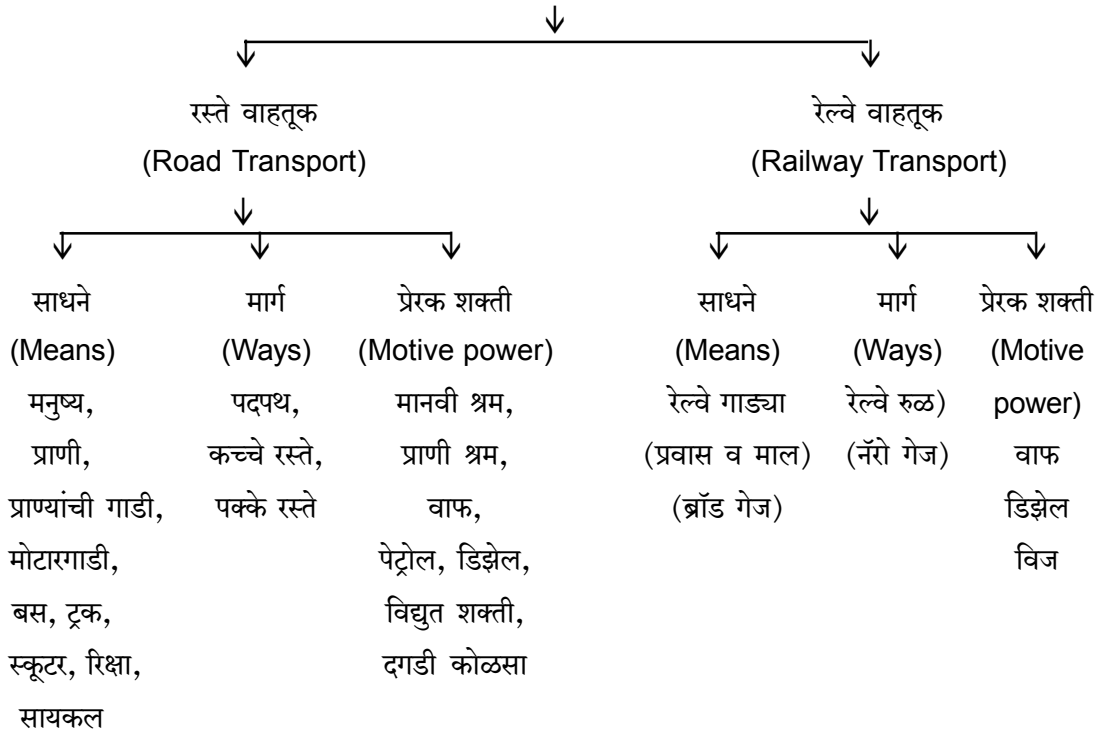 रस्ते वाहतूक
(Road Transport)
रेल्वे वाहतूक
(Railway Transport)
साधने
(Means)
मनुष्य,
प्राणी,
प्राण्यांची गाडी,
मोटारगाडी,
बस, ट्रक,
स्कूटर, रिक्षा,
सायकल
मार्ग
(Ways)
पदपथ,
कच्चे रस्ते,
पक्के रस्ते
प्रेरक शक्ती
(Motive power)
मानवी श्रम,
प्राणी श्रम,
वाफ,
पेट्रोल, डिझेल,
विद्युत शक्ती,
दगडी कोळसा
साधने
(Means)
रेल्वे गाड्या
(प्रवास व माल)
(ब्रॉड गेज)
मार्ग
(Ways)
रेल्वे रुळ)
(नॅरो गेज)
प्रेरक शक्ती
(Motive
power)
वाफ
डिझेल
विज